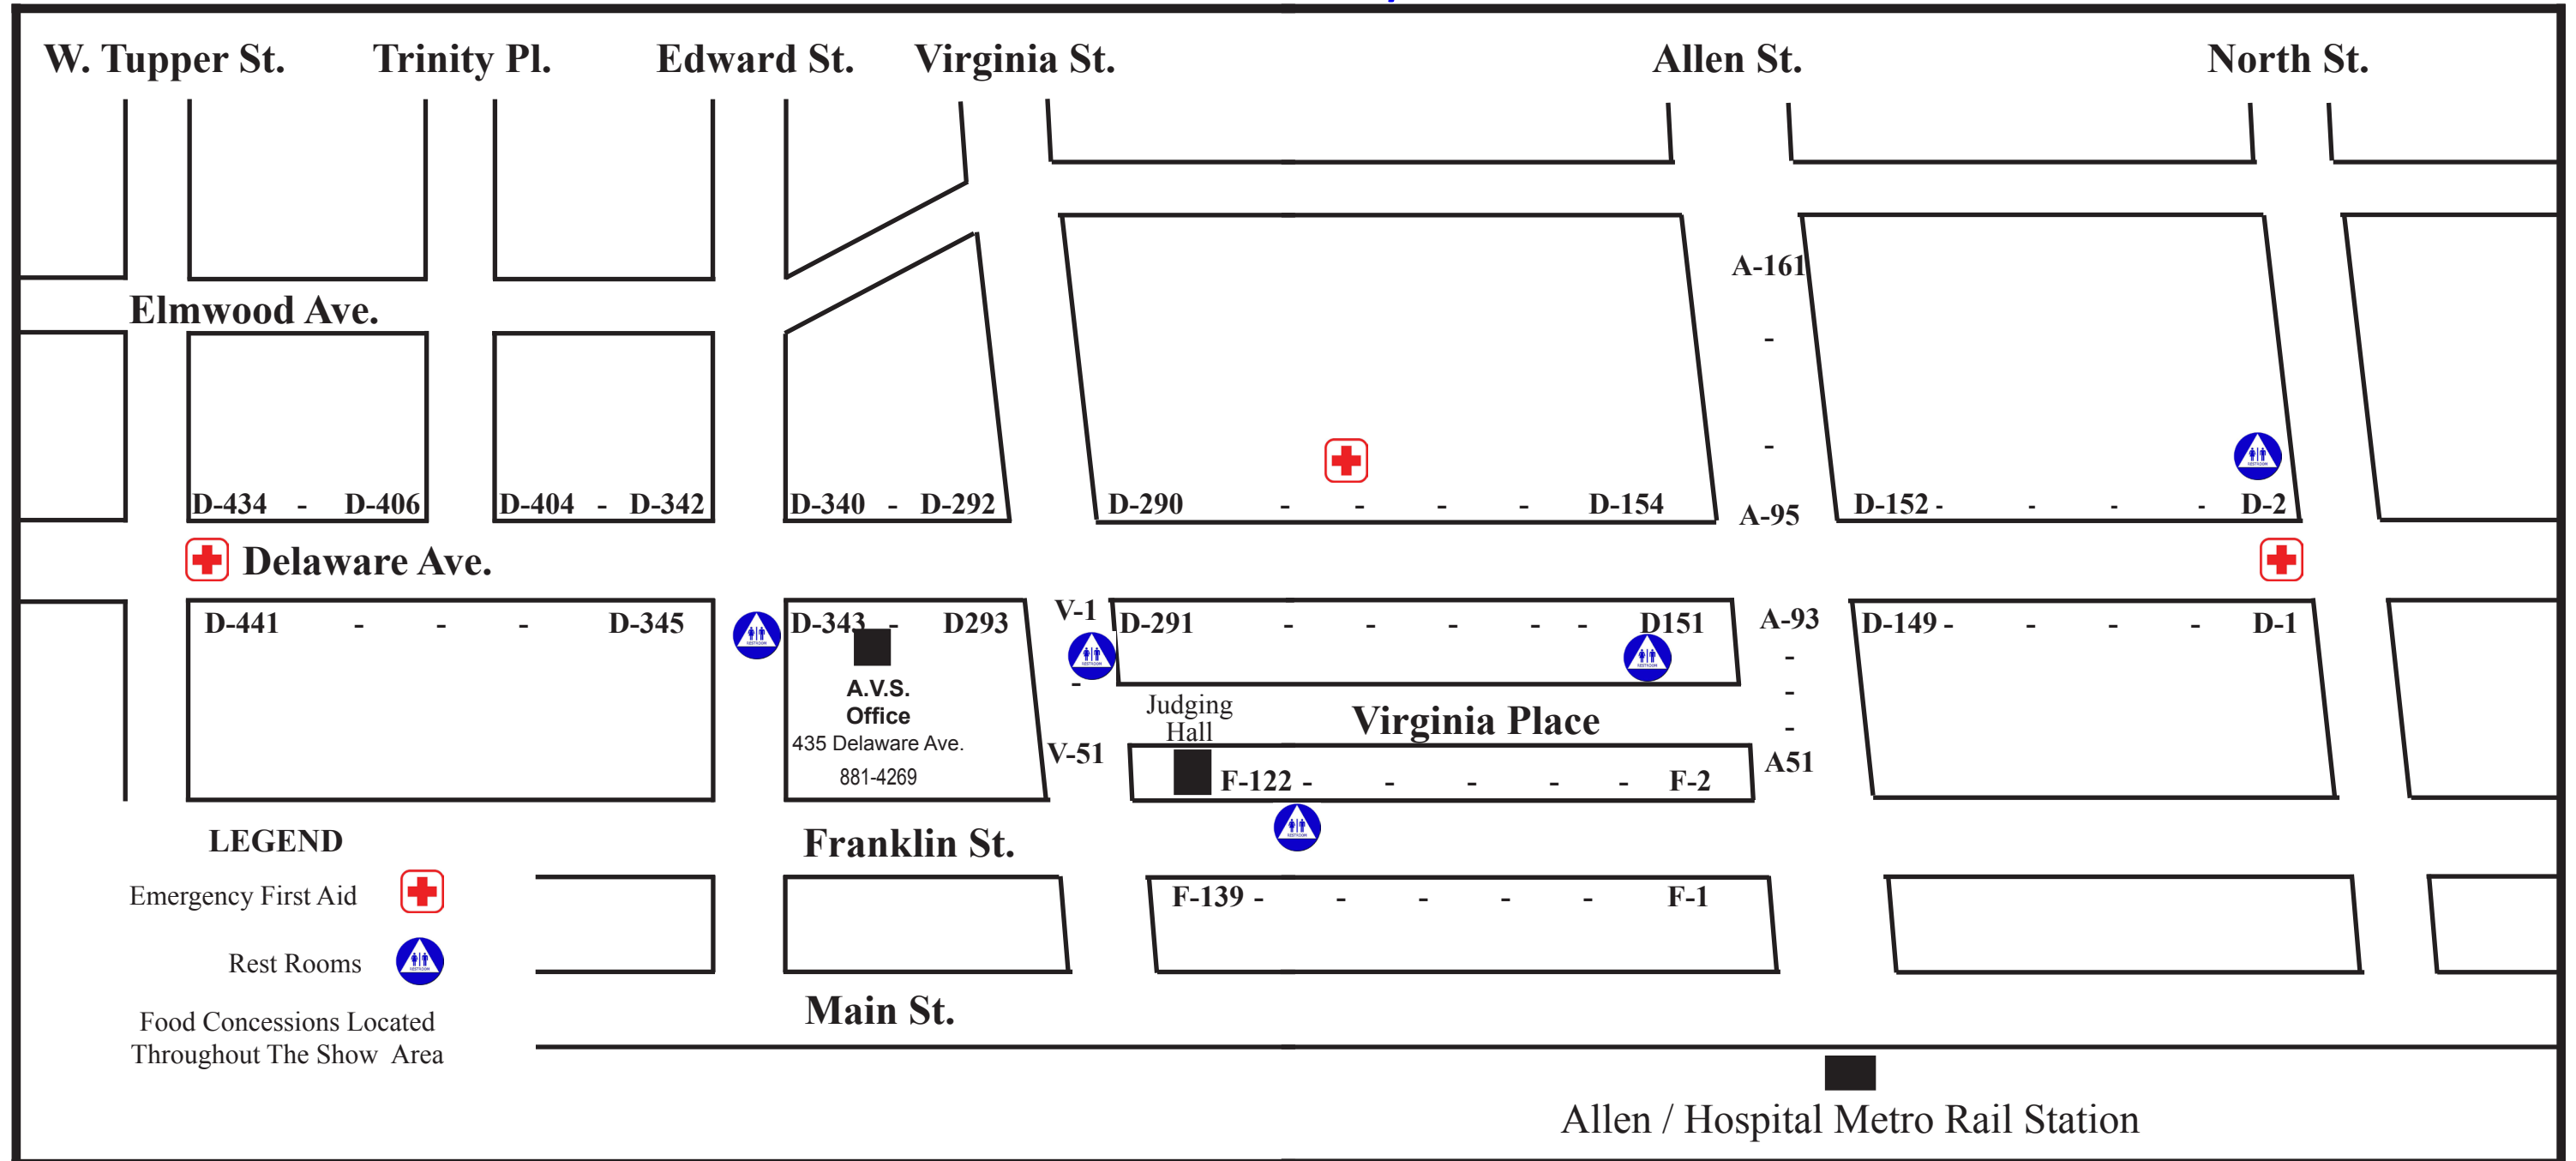 W. Tupper St. Trinity Pl. Edward St. Virginia St. Allen St. North St.
A-161
Elmwood Ave.
-
-
D-434 - D-406 D-404 - D-342 D-340 - D-292 D-290 - - - - D-154 A-95 D-152 - - - - D-2
Delaware Ave.
D-441 - - - D-345 D-343 - D293 V-1 D-291 - - - - - D151 A-93 D-149 - - - - D-1
-
-
-
-
A.V.S.
Office
435 Delaware Ave.
881-4269
Judging
Hall
Virginia Place
V-51 A51
F-122 - - - - - F-2
LEGEND
Franklin St.
Emergency First Aid
F-139 - - - - - F-1
Rest Rooms
Main St.
Food Concessions Located
Throughout The Show Area
Allen / Hospital Metro Rail Station